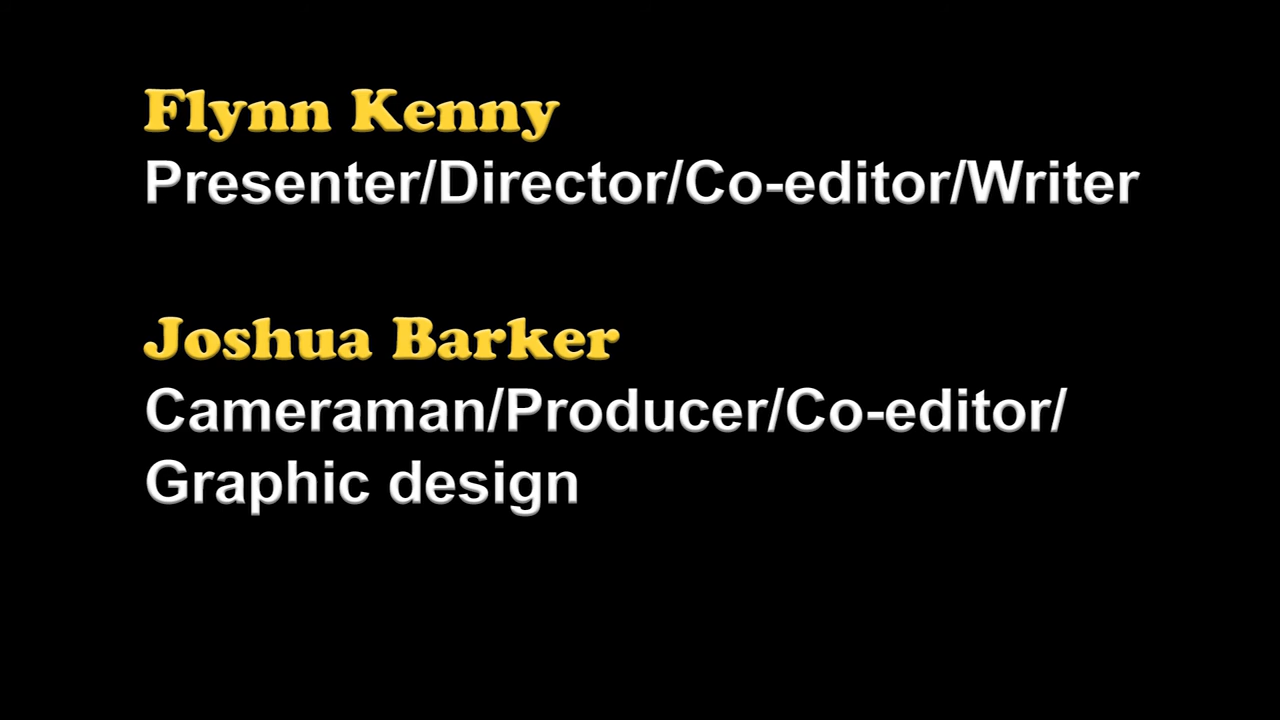 Flynn Kenny
Presenter/Director/Co-editor/Writer
Joshua Barker
Cameraman/Producer/Co-editor/
Graphic design